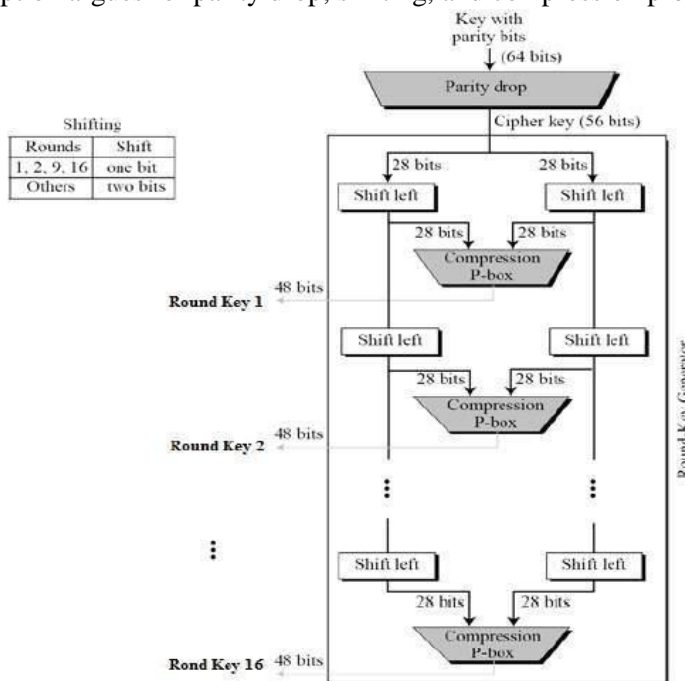 Key with
parity bits
(64 bits)
Parity drop
Cipher key (56 bits)
Shifting
Rounds Shift
1, 2, 9, 16 one bit
Others two bits
28 bits 28 bits
Shift left Shift left
28 bits 28 bits
Compression
P-box
48 bits
Round Key 1
Shift left Shift left
28 bits 28 bits
Compression
P-box
48 bits
Round Key 2
Round Key Generator
Shift left Shift left
28 bits 28 bits
Compression
P-box
Rond Key 16 48 bits